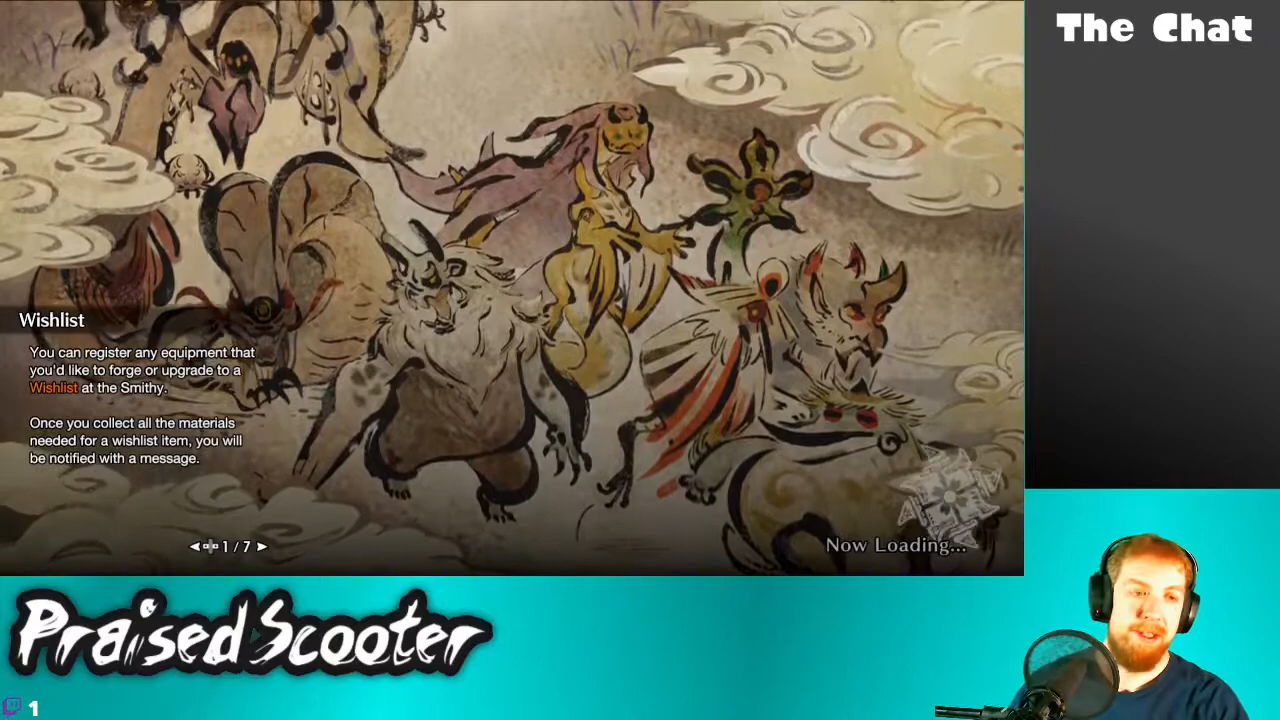 The Chat
Wishlist
You can register any equipment that
you'd like to forge or upgrade to a
Wishlist at the Smithy.
Once you collect all the materials
needed for a wishlist item, you will
be notified with a message.
1 / 7
Now Loading...
Praised Scooter
1